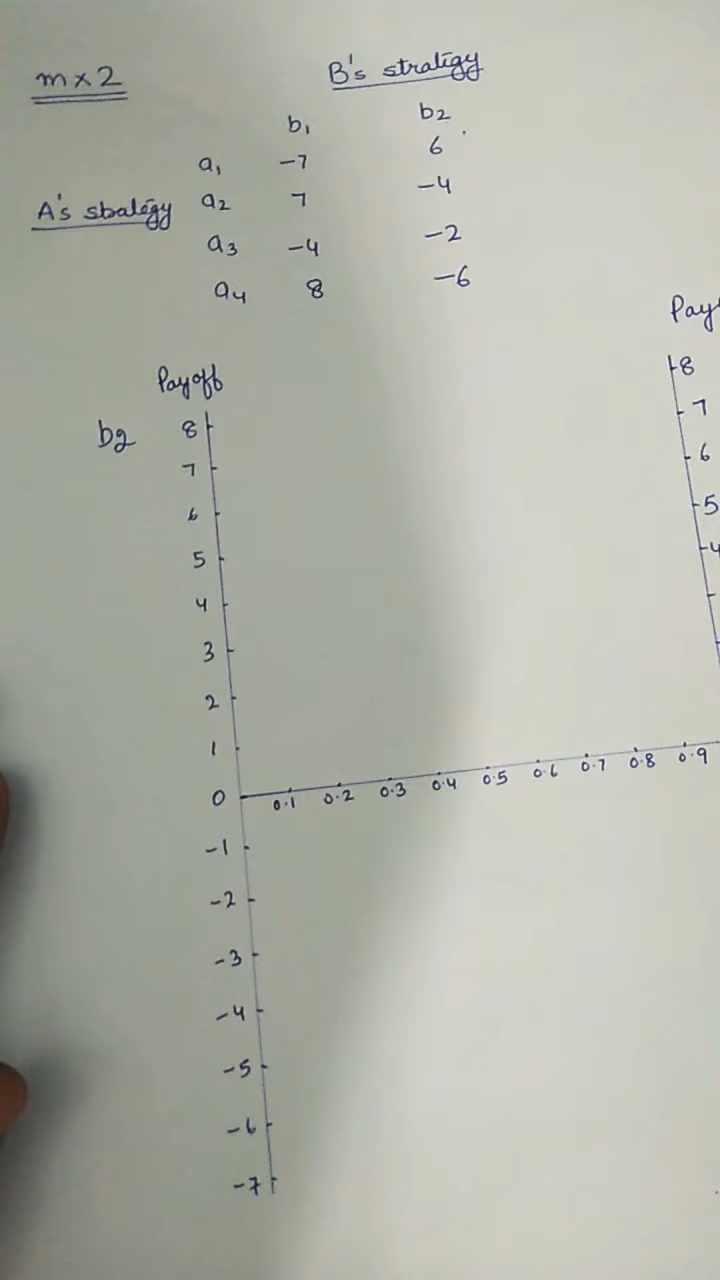 m×2
B's strategy
b₁ b₂
a₁ -7 6
A's strategy a₂ 7 -4
a₃ -4 -2
a₄ 8 -6
Payoff
b₂ 8
7
6
5
4
3
2
1
0 0.1 0.2 0.3 0.4 0.5 0.6 0.7 0.8 0.9
-1
-2
-3
-4
-5
-6
-7
Pay
8
7
6
5
4